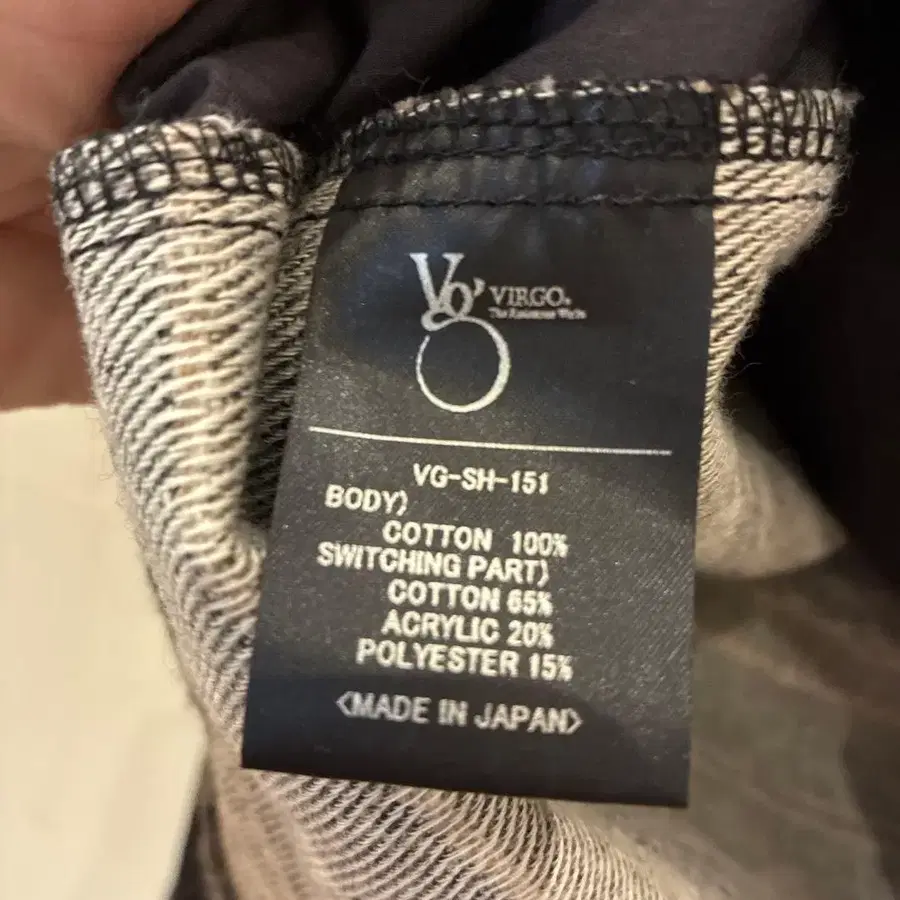 Vg' VIRGO.
The
VG-SH-151
BODY)
COTTON 100%
SWITCHING PART)
COTTON 65%
ACRYLIC 20%
POLYESTER 15%
<MADE IN JAPAN>